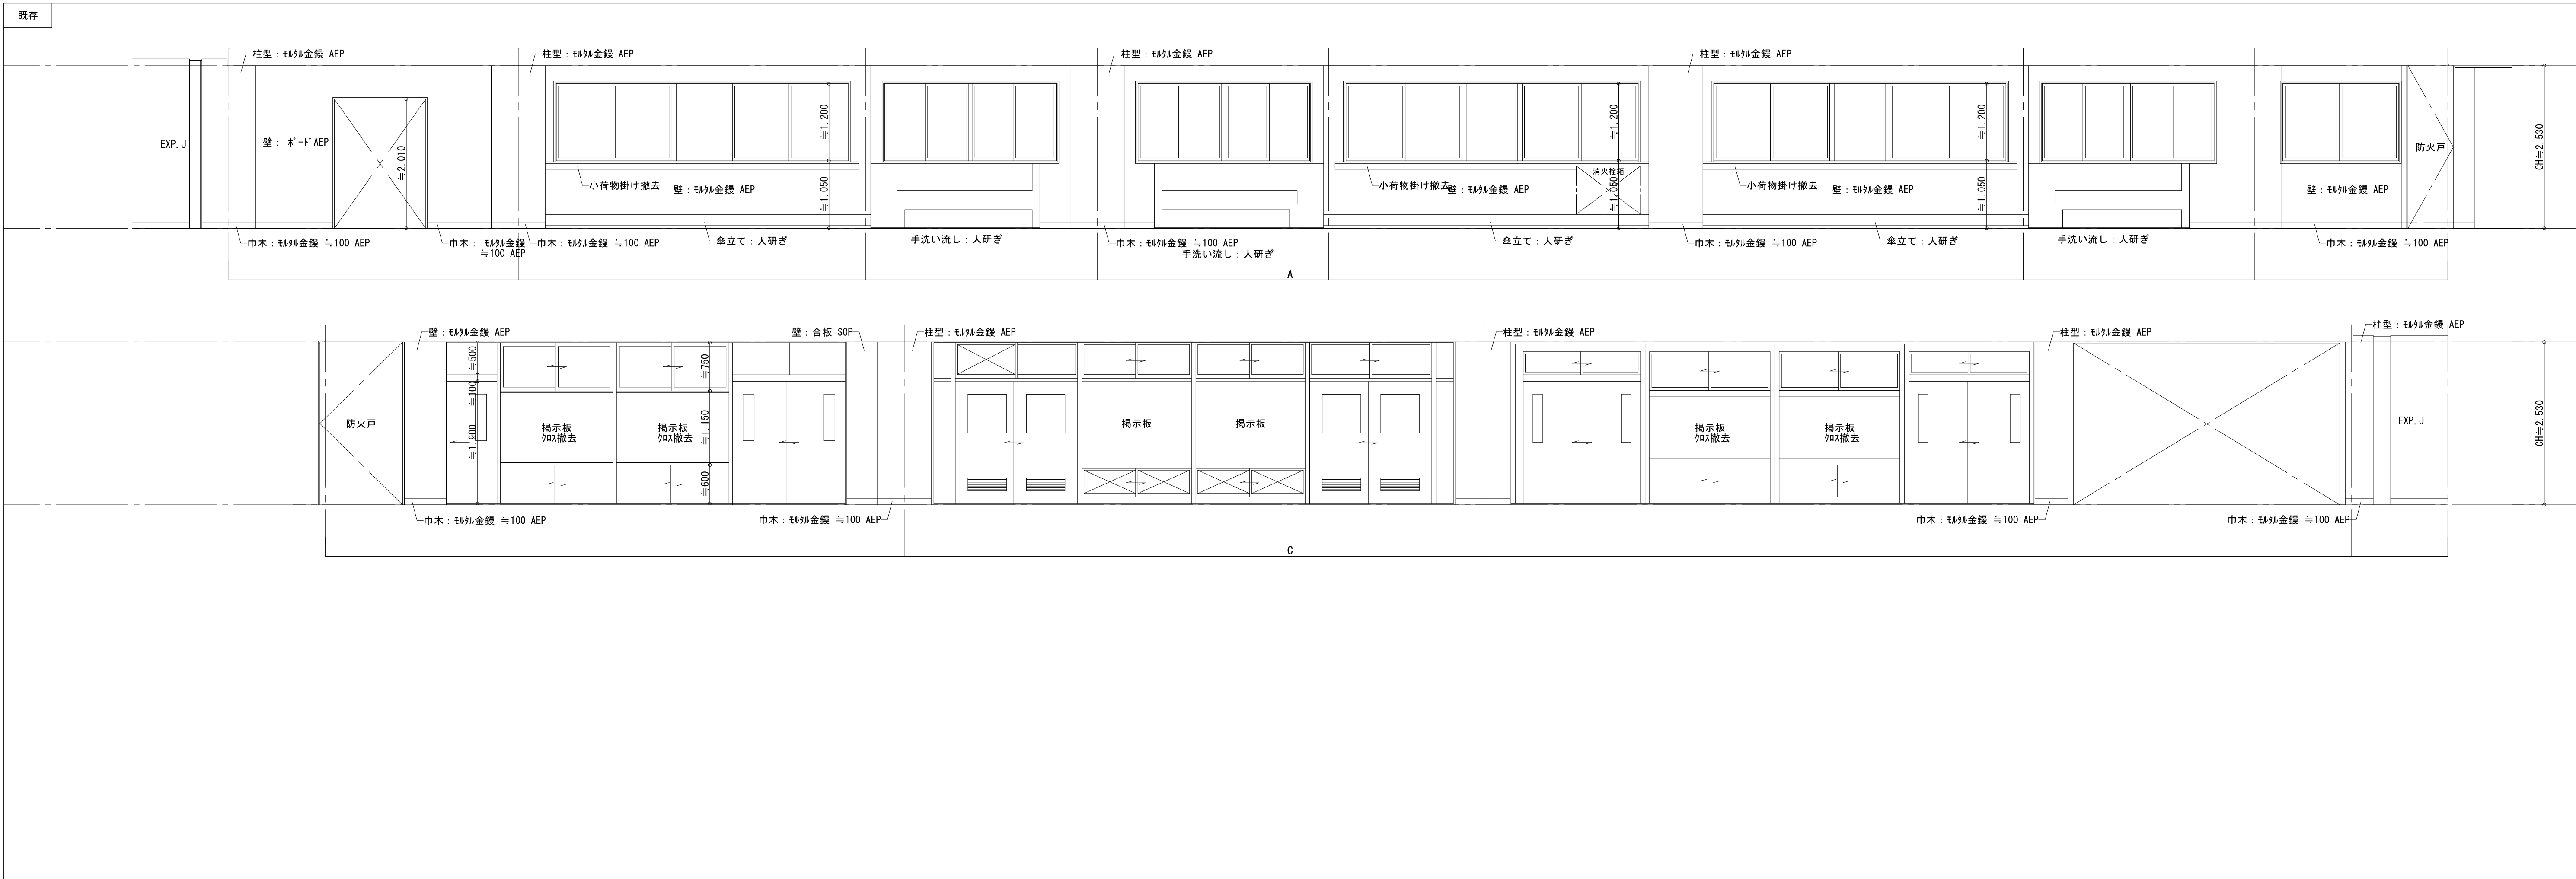 既存
柱型：ﾓﾙﾀﾙ金鏝 AEP
柱型：ﾓﾙﾀﾙ金鏝 AEP
柱型：ﾓﾙﾀﾙ金鏝 AEP
柱型：ﾓﾙﾀﾙ金鏝 AEP
EXP.J
壁： ﾎﾞｰﾄﾞAEP
≒2.010
≒1.200
≒1.050
≒1.200
≒1.050
≒1.200
≒1.050
防火戸
CH≒2.530
小荷物掛け撤去
壁：ﾓﾙﾀﾙ金鏝 AEP
小荷物掛け撤去
壁：ﾓﾙﾀﾙ金鏝 AEP
消火栓箱
小荷物掛け撤去
壁：ﾓﾙﾀﾙ金鏝 AEP
壁：ﾓﾙﾀﾙ金鏝 AEP
巾木：ﾓﾙﾀﾙ金鏝 ≒100 AEP
巾木： ﾓﾙﾀﾙ金鏝
≒100 AEP
巾木：ﾓﾙﾀﾙ金鏝 ≒100 AEP
傘立て：人研ぎ
手洗い流し：人研ぎ
巾木：ﾓﾙﾀﾙ金鏝 ≒100 AEP
手洗い流し：人研ぎ
傘立て：人研ぎ
巾木：ﾓﾙﾀﾙ金鏝 ≒100 AEP
傘立て：人研ぎ
手洗い流し：人研ぎ
巾木：ﾓﾙﾀﾙ金鏝 ≒100 AEP
A
壁：ﾓﾙﾀﾙ金鏝 AEP
壁：合板 SOP
柱型：ﾓﾙﾀﾙ金鏝 AEP
柱型：ﾓﾙﾀﾙ金鏝 AEP
柱型：ﾓﾙﾀﾙ金鏝 AEP
柱型：ﾓﾙﾀﾙ金鏝 AEP
防火戸
≒500
≒100
≒1.900
掲示板
ｸﾛｽ撤去
掲示板
ｸﾛｽ撤去
≒750
≒1.150
≒600
掲示板
掲示板
掲示板
ｸﾛｽ撤去
掲示板
ｸﾛｽ撤去
EXP.J
CH≒2.530
巾木：ﾓﾙﾀﾙ金鏝 ≒100 AEP
巾木：ﾓﾙﾀﾙ金鏝 ≒100 AEP
巾木：ﾓﾙﾀﾙ金鏝 ≒100 AEP
巾木：ﾓﾙﾀﾙ金鏝 ≒100 AEP
C